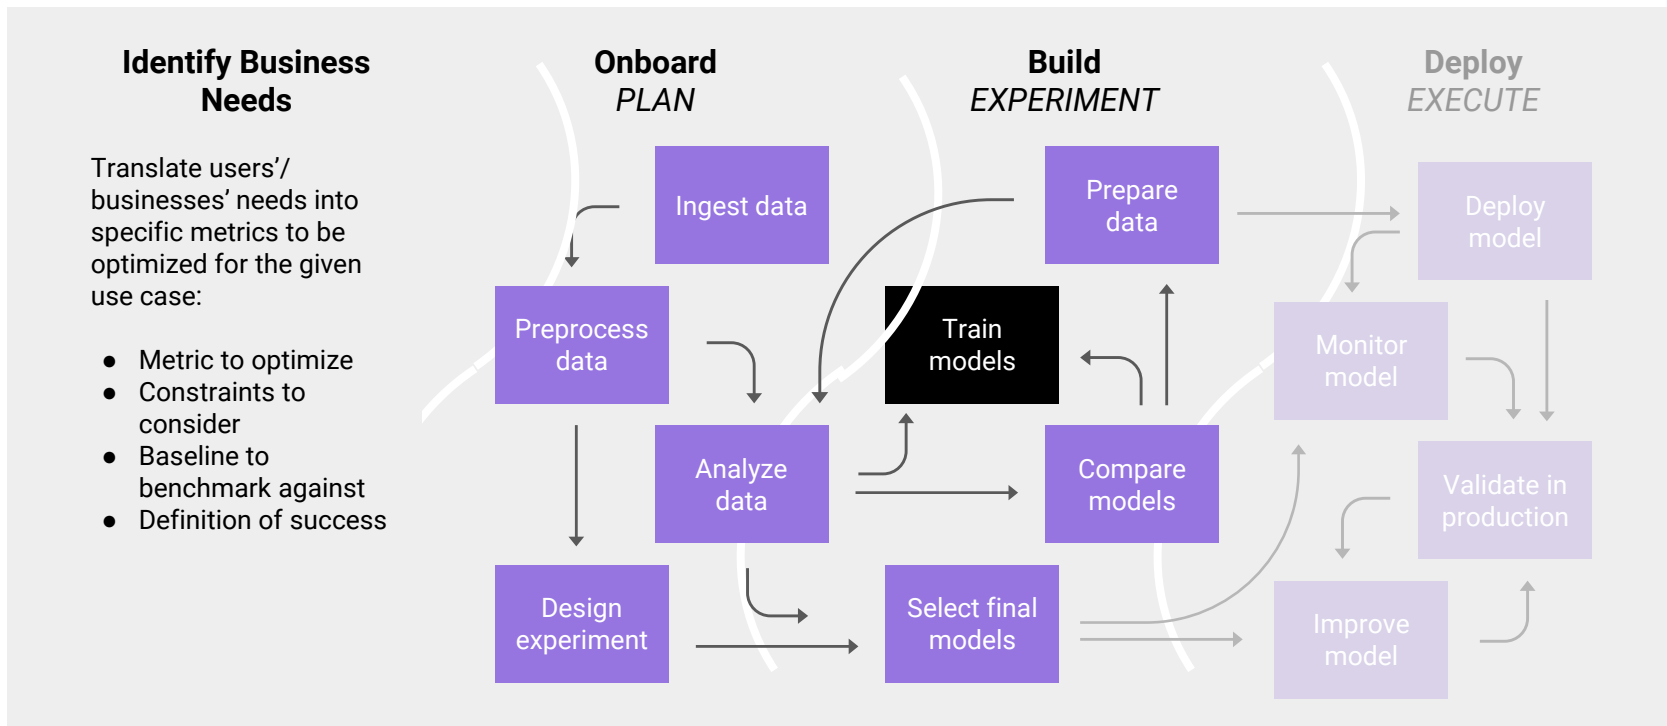 Identify Business
Needs
Translate users’/
businesses’ needs into
specific metrics to be
optimized for the given
use case:
● Metric to optimize
● Constraints to
consider
● Baseline to
benchmark against
● Definition of success
Onboard
PLAN
Ingest data
Preprocess
data
Analyze
data
Design
experiment
Build
EXPERIMENT
Prepare
data
Train
models
Compare
models
Select final
models
Deploy
EXECUTE
Deploy
model
Monitor
model
Validate in
production
Improve
model